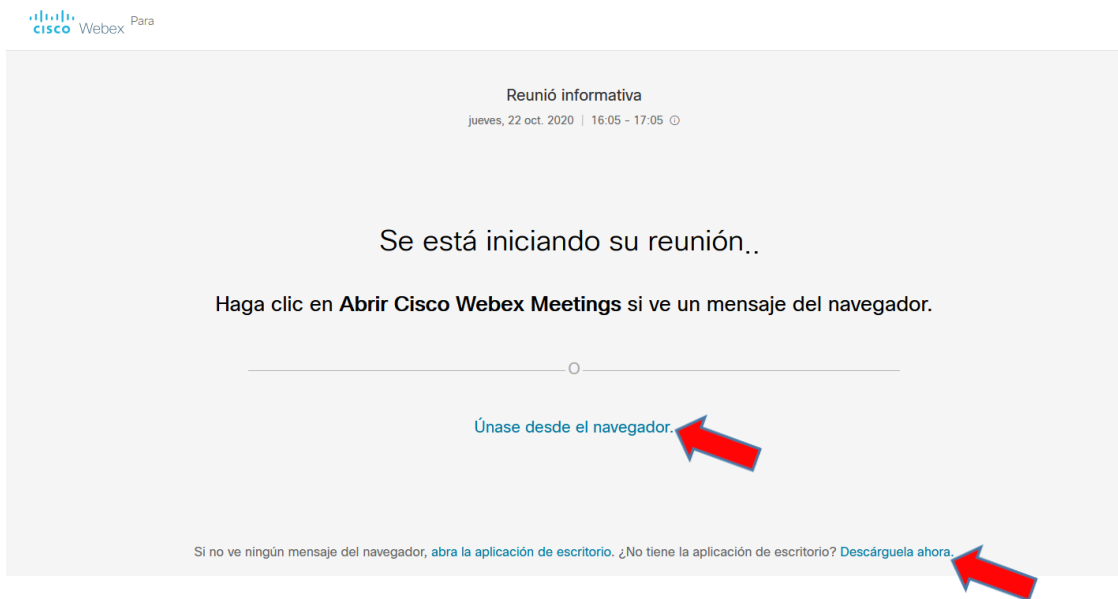 cisco Webex Para
Reunió informativa
jueves, 22 oct. 2020 | 16:05 - 17:05
Se está iniciando su reunión..
Haga clic en Abrir Cisco Webex Meetings si ve un mensaje del navegador.
O
Únase desde el navegador.
Si no ve ningún mensaje del navegador, abra la aplicación de escritorio. ¿No tiene la aplicación de escritorio? Descárguela ahora.